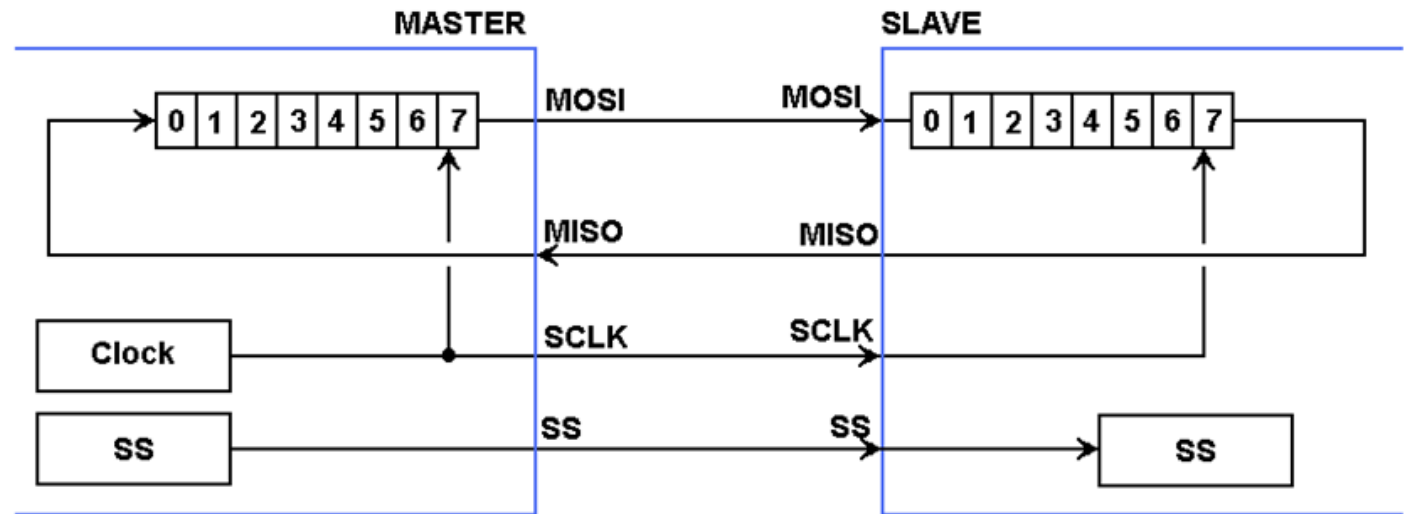 MASTER SLAVE
0 1 2 3 4 5 6 7 MOSI MOSI 0 1 2 3 4 5 6 7
MISO MISO
Clock SCLK SCLK
SS SS SS SS